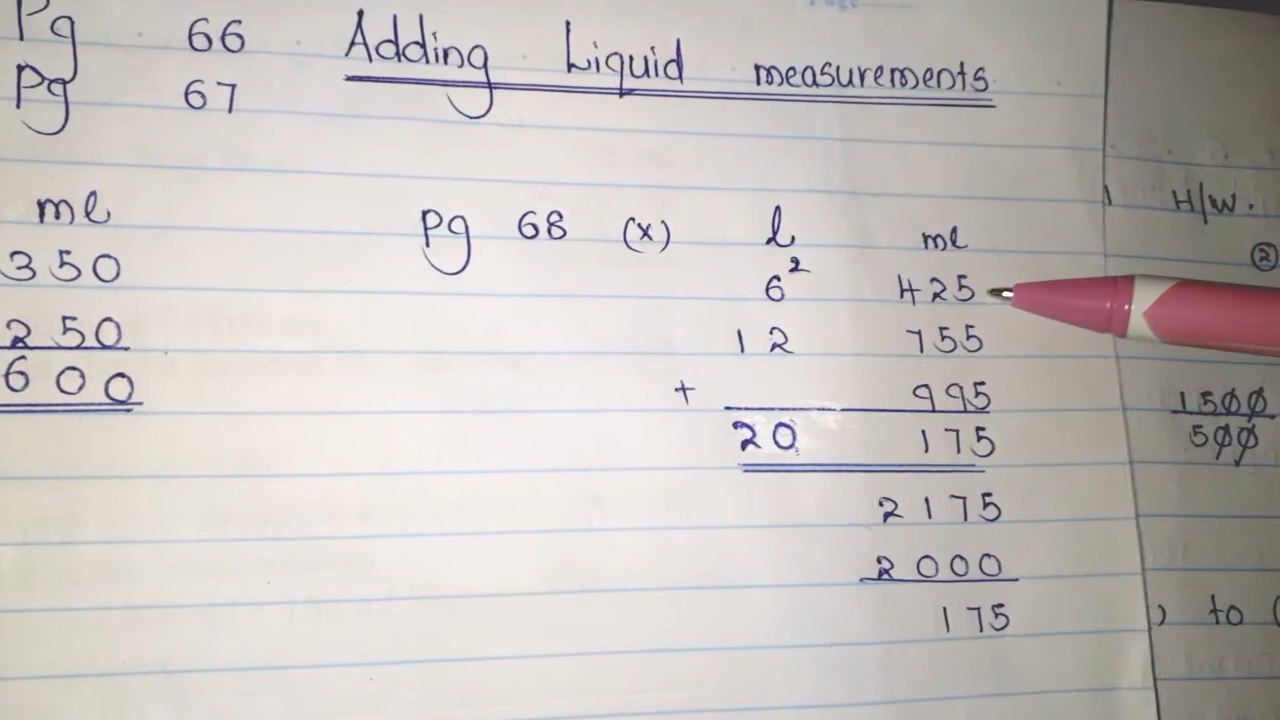 Pg 66 Adding Liquid measurements
Pg 67
ml
350
250
600
Pg 68 (x) l ml
6 2 425
12 755
+ 995
20 175
2175
2000
175
H/W.
2
1500
500
) to (